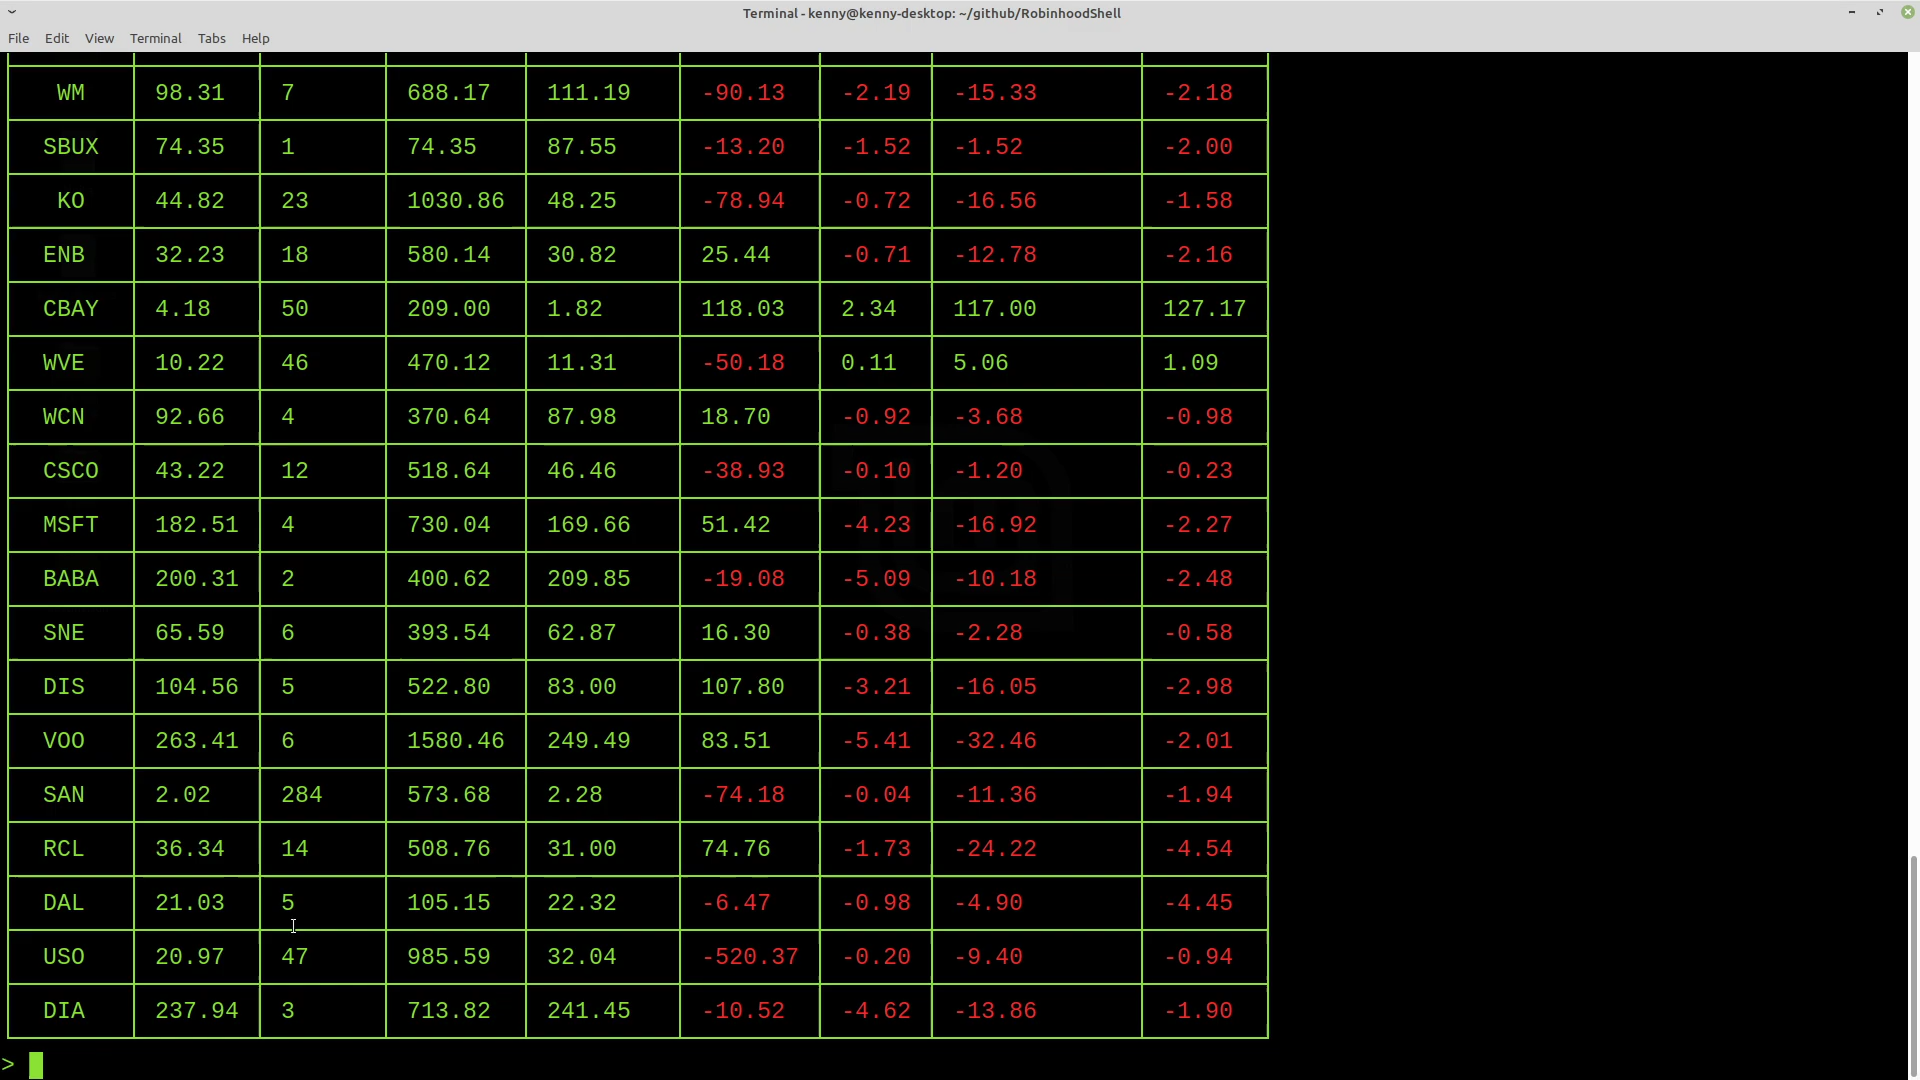 Terminal - kenny@kenny-desktop: ~/github/RobinhoodShell
File Edit View Terminal Tabs Help
WM 98.31 7 688.17 111.19 -90.13 -2.19 -15.33 -2.18
SBUX 74.35 1 74.35 87.55 -13.20 -1.52 -1.52 -2.00
KO 44.82 23 1030.86 48.25 -78.94 -0.72 -16.56 -1.58
ENB 32.23 18 580.14 30.82 25.44 -0.71 -12.78 -2.16
CBAY 4.18 50 209.00 1.82 118.03 2.34 117.00 127.17
WVE 10.22 46 470.12 11.31 -50.18 0.11 5.06 1.09
WCN 92.66 4 370.64 87.98 18.70 -0.92 -3.68 -0.98
CSCO 43.22 12 518.64 46.46 -38.93 -0.10 -1.20 -0.23
MSFT 182.51 4 730.04 169.66 51.42 -4.23 -16.92 -2.27
BABA 200.31 2 400.62 209.85 -19.08 -5.09 -10.18 -2.48
SNE 65.59 6 393.54 62.87 16.30 -0.38 -2.28 -0.58
DIS 104.56 5 522.80 83.00 107.80 -3.21 -16.05 -2.98
VOO 263.41 6 1580.46 249.49 83.51 -5.41 -32.46 -2.01
SAN 2.02 284 573.68 2.28 -74.18 -0.04 -11.36 -1.94
RCL 36.34 14 508.76 31.00 74.76 -1.73 -24.22 -4.54
DAL 21.03 5 105.15 22.32 -6.47 -0.98 -4.90 -4.45
USO 20.97 47 985.59 32.04 -520.37 -0.20 -9.40 -0.94
DIA 237.94 3 713.82 241.45 -10.52 -4.62 -13.86 -1.90
>